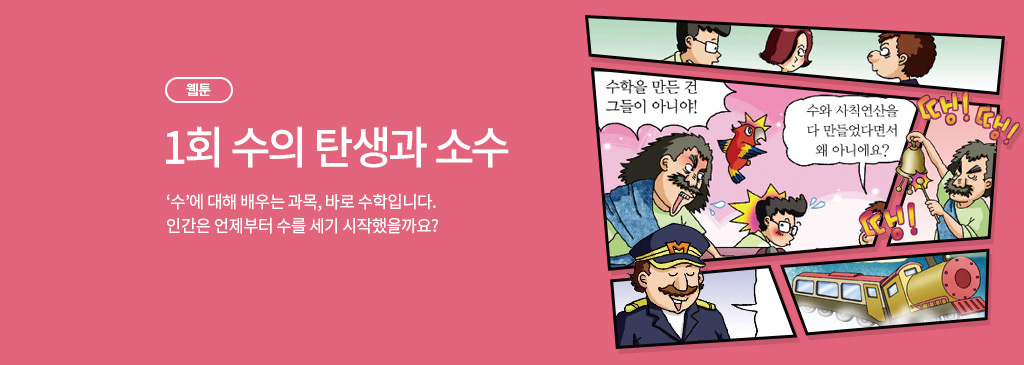 웹툰
1회 수의 탄생과 소수
‘수’에 대해 배우는 과목, 바로 수학입니다.
인간은 언제부터 수를 세기 시작했을까요?
수학을 만든 건
그들이 아니야!
수와 사칙연산을
다 만들었다면서
왜 아니에요?
땡! 땡!
땡!
M